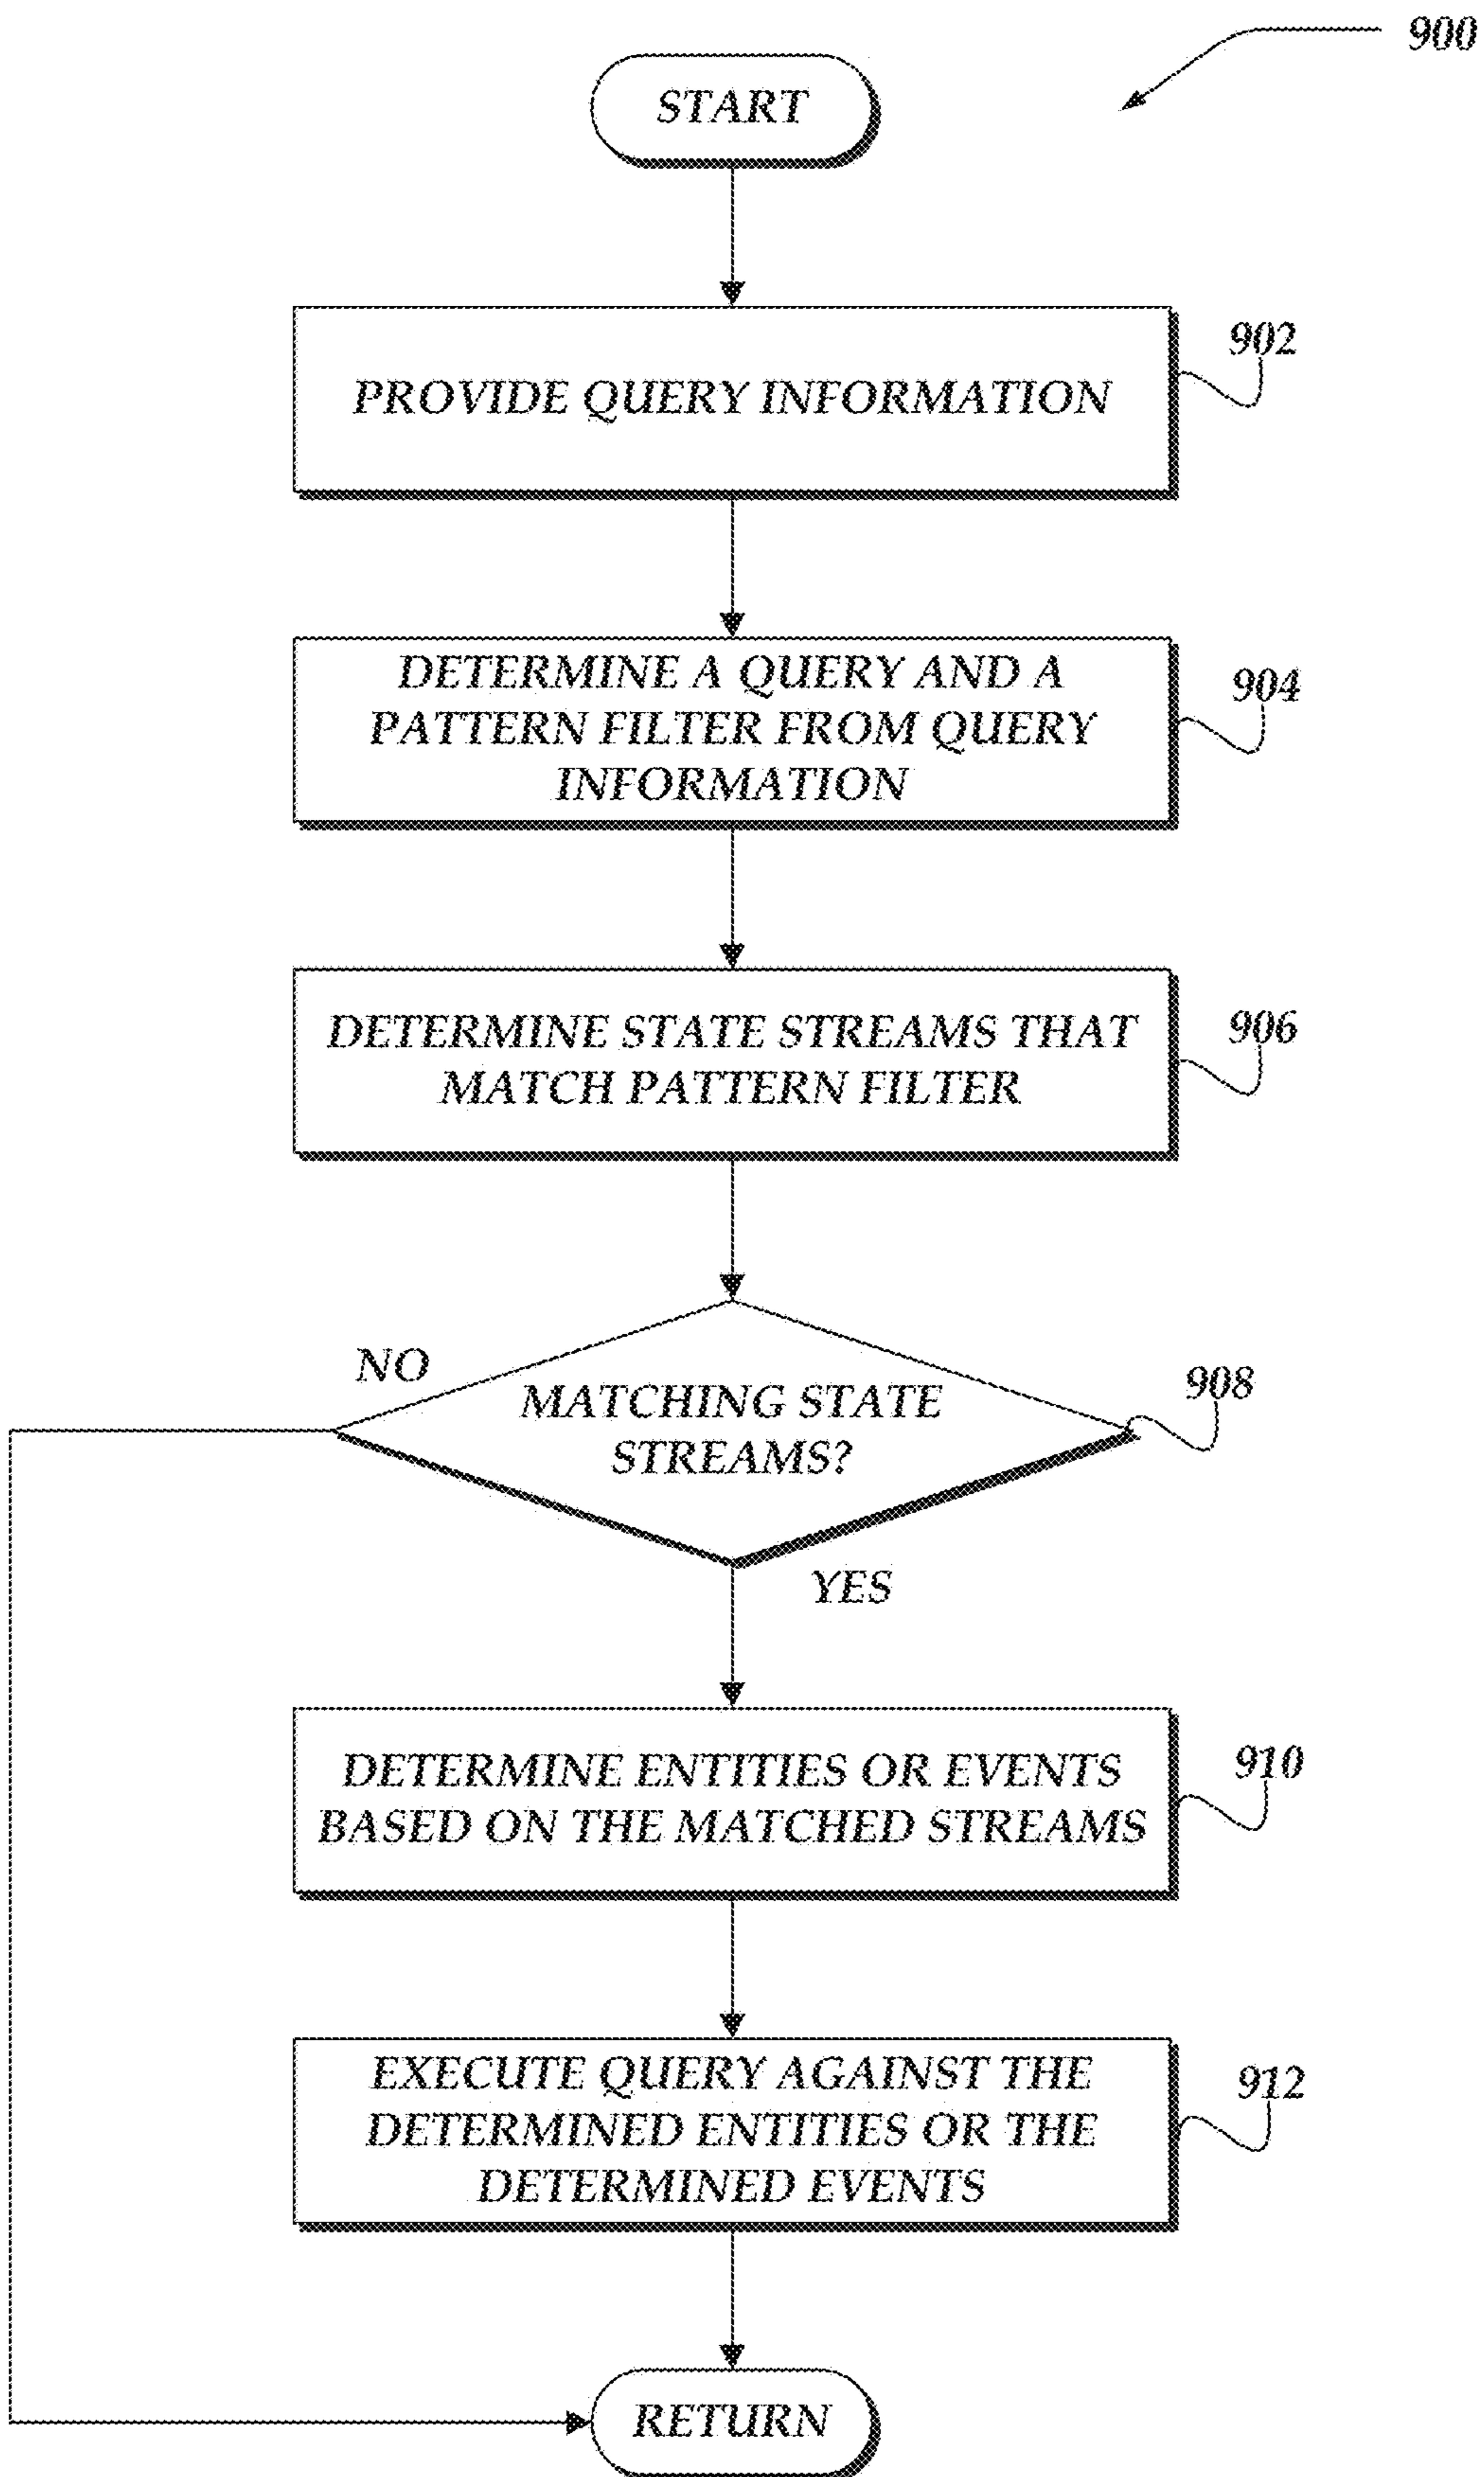 900
START
PROVIDE QUERY INFORMATION
902
DETERMINE A QUERY AND A
PATTERN FILTER FROM QUERY
INFORMATION
904
DETERMINE STATE STREAMS THAT
MATCH PATTERN FILTER
906
NO
MATCHING STATE
STREAMS?
908
YES
DETERMINE ENTITIES OR EVENTS
BASED ON THE MATCHED STREAMS
910
EXECUTE QUERY AGAINST THE
DETERMINED ENTITIES OR THE
DETERMINED EVENTS
912
RETURN